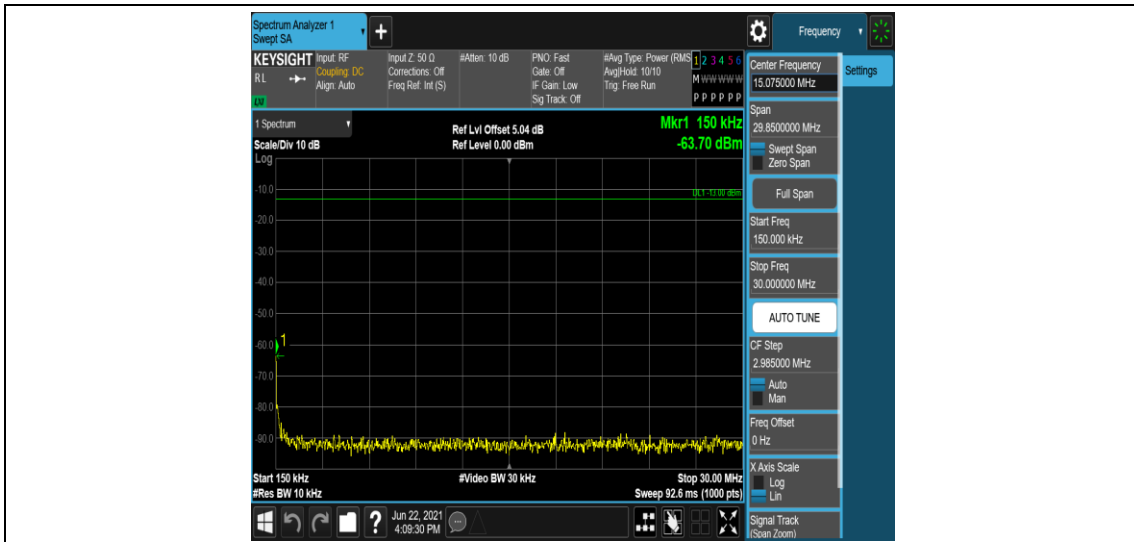 Spectrum Analyzer 1
Swept SA
+
Frequency
KEYSIGHT
RL
LXI
Input: RF
Coupling: DC
Align: Auto
Input Z: 50 Ω
Corrections: Off
Freq Ref: Int (S)
#Atten: 10 dB
PNO: Fast
Gate: Off
IF Gain: Low
Sig Track: Off
#Avg Type: Power (RMS
Avg|Hold: 10/10
Trig: Free Run
1 2 3 4 5 6
M W W W W W
P P P P P P
1 Spectrum
Scale/Div 10 dB
Log
Ref Lvl Offset 5.04 dB
Ref Level 0.00 dBm
Mkr1 150 kHz
-63.70 dBm
DL1 -13.00 dBm
-10.0
-20.0
-30.0
-40.0
-50.0
-60.0
1
-70.0
-80.0
-90.0
Start 150 kHz
#Res BW 10 kHz
#Video BW 30 kHz
Stop 30.00 MHz
Sweep 92.6 ms (1000 pts)
?
Jun 22, 2021
4:09:30 PM
Settings
Center Frequency
15.075000 MHz
Span
29.8500000 MHz
Swept Span
Zero Span
Full Span
Start Freq
150.000 kHz
Stop Freq
30.000000 MHz
AUTO TUNE
CF Step
2.985000 MHz
Auto
Man
Freq Offset
0 Hz
X Axis Scale
Log
Lin
Signal Track
(Span Zoom)